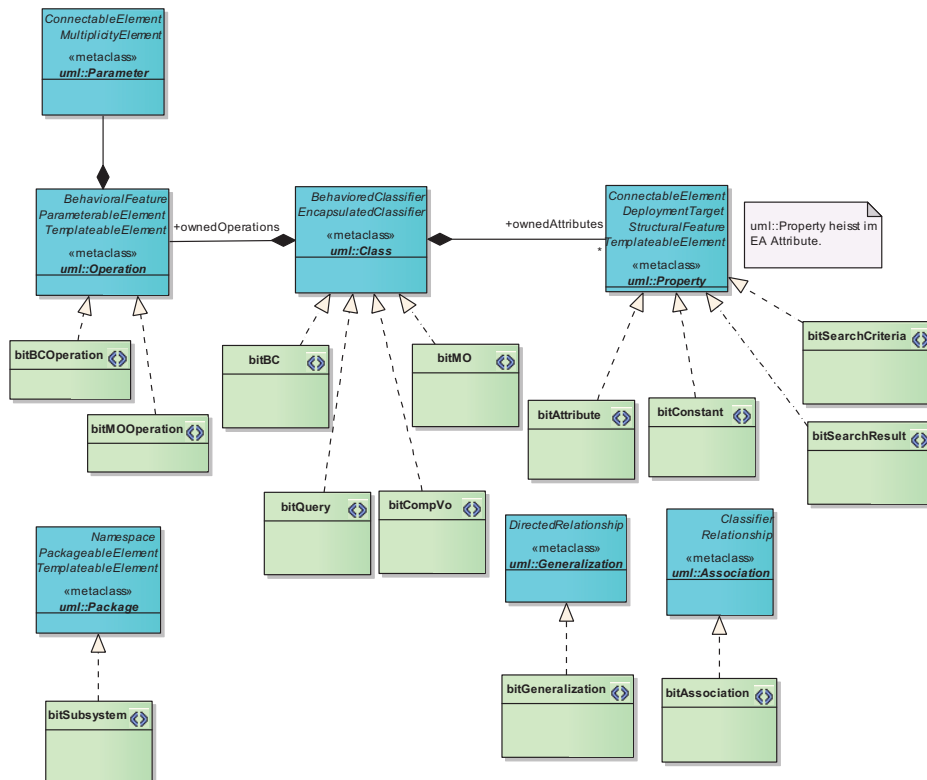 ConnectableElement
MultiplicityElement
«metaclass»
uml::Parameter
BehavioralFeature
ParameterableElement
TemplateableElement
«metaclass»
uml::Operation
+ownedOperations
BehavioredClassifier
EncapsulatedClassifier
«metaclass»
uml::Class
+ownedAttributes
*
ConnectableElement
DeploymentTarget
StructuralFeature
TemplateableElement
«metaclass»
uml::Property
uml::Property heisst im
EA Attribute.
bitBCOperation
bitMOOperation
bitBC
bitMO
bitQuery
bitCompVo
bitAttribute
bitConstant
bitSearchCriteria
bitSearchResult
Namespace
PackageableElement
TemplateableElement
«metaclass»
uml::Package
bitSubsystem
DirectedRelationship
«metaclass»
uml::Generalization
bitGeneralization
Classifier
Relationship
«metaclass»
uml::Association
bitAssociation